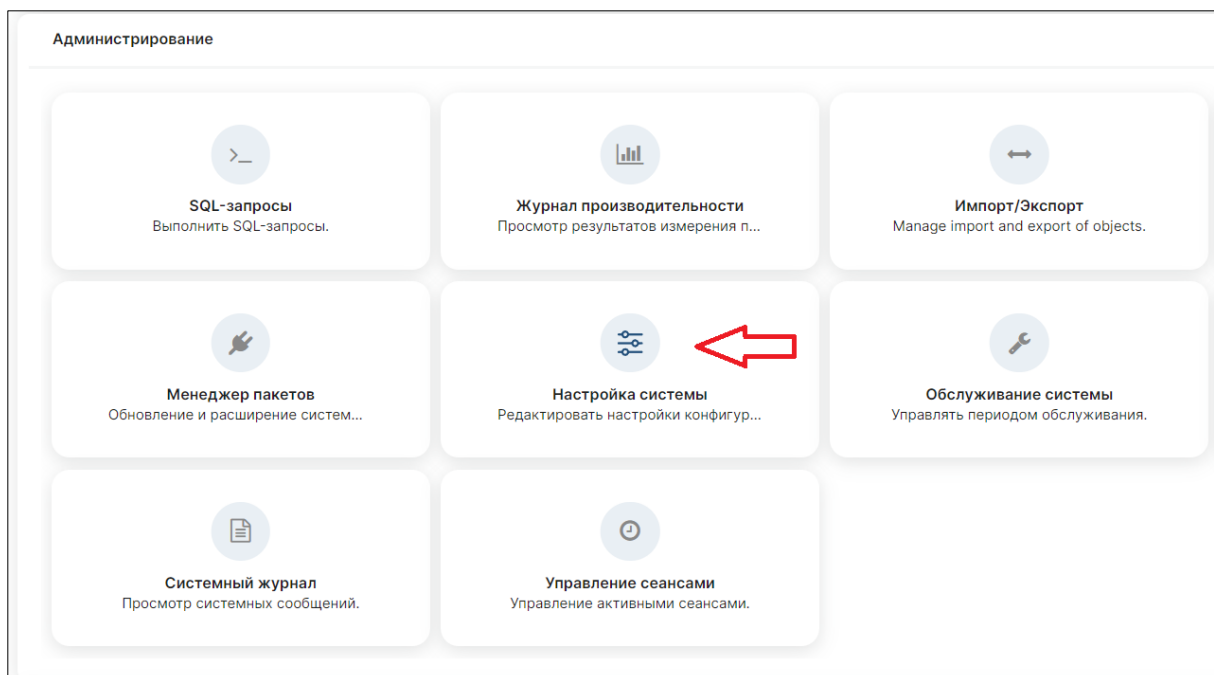 Администрирование
SQL-запросы
Выполнить SQL-запросы.
Журнал производительности
Просмотр результатов измерения п...
Импорт/Экспорт
Manage import and export of objects.
Менеджер пакетов
Обновление и расширение систем...
Настройка системы
Редактировать настройки конфигур...
Обслуживание системы
Управлять периодом обслуживания.
Системный журнал
Просмотр системных сообщений.
Управление сеансами
Управление активными сеансами.